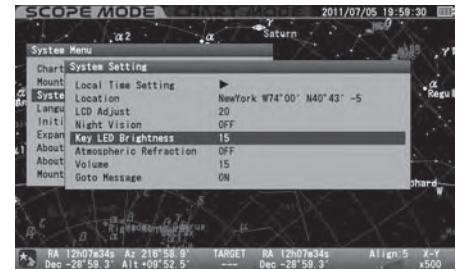 SCOPE MODE CHART MODE 2011/07/05 19:59:30
α2 α Saturn
γ1
System Menu
Chart System Setting
Mount Local Time Setting ▶
Syste Location NewYork W74°00' N40°43' -5
α Regu
Langu LCD Adjust 20
Initi Night Vision OFF
Expan Key LED Brightness 15
About Atmospheric Refraction OFF
About Volume 15
Mount Goto Message ON
RA 12h07m34s Az 216°58.9' TARGET RA 12h07m34s Align:5 X-Y
Dec -28°59.3' Alt +09°52.5' --- Dec -28°59.3' x500